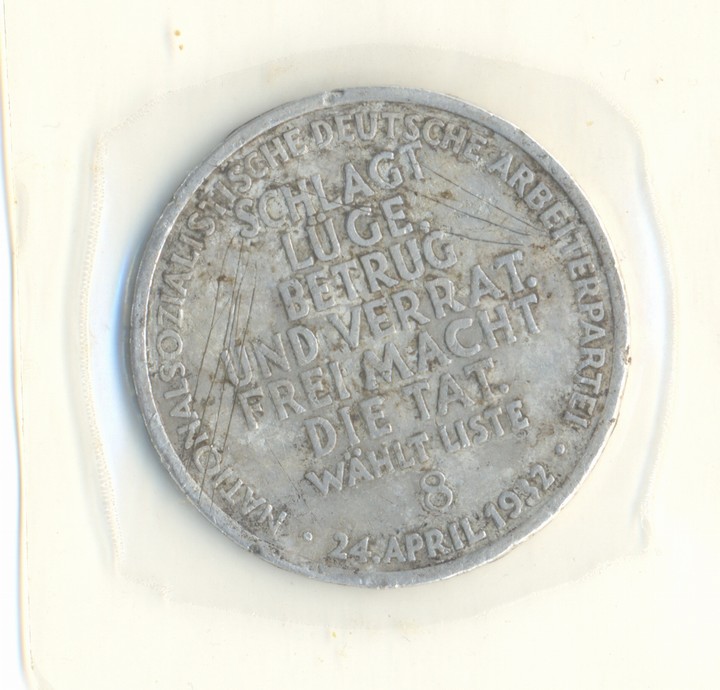 NATIONALSOZIALISTISCHE DEUTSCHE ARBEITERPARTEI
SCHLAGT
LÜGE,
BETRUG
UND VERRAT.
FREI MACHT
DIE TAT.
WÄHLT LISTE
8
· 24. APRIL 1932 ·